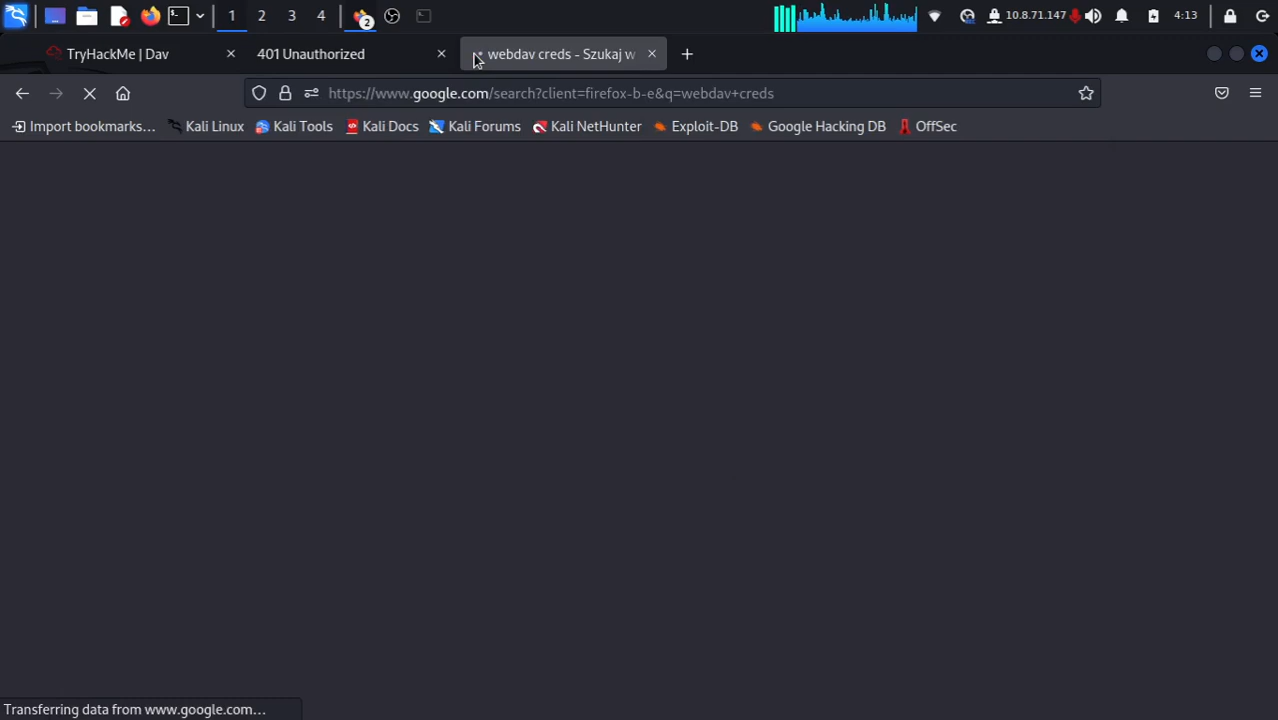 1 2 3 4 2 10.8.71.147 4:13
TryHackMe | Dav 401 Unauthorized webdav creds - Szukaj w
https://www.google.com/search?client=firefox-b-e&q=webdav+creds
Import bookmarks... Kali Linux Kali Tools Kali Docs Kali Forums Kali NetHunter Exploit-DB Google Hacking DB OffSec
Transferring data from www.google.com…